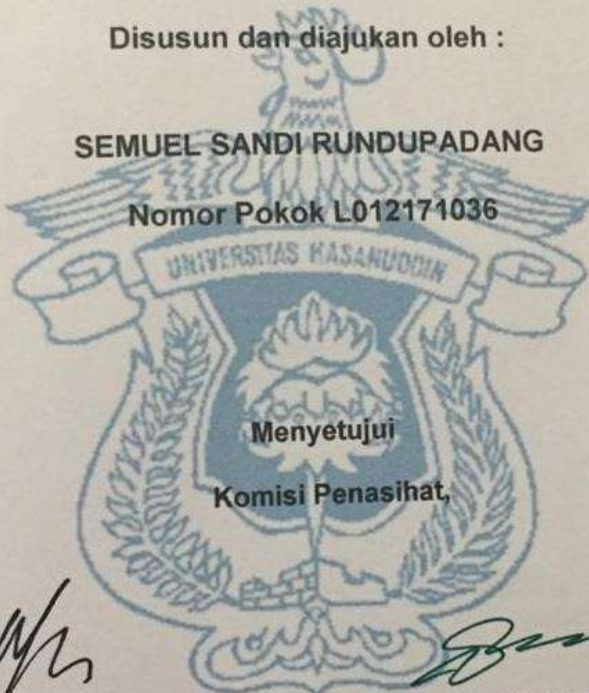 Disusun dan diajukan oleh :
SEMUEL SANDI RUNDUPADANG
Nomor Pokok L012171036
UNIVERSITAS HASANUDDIN
Menyetujui
Komisi Penasihat,